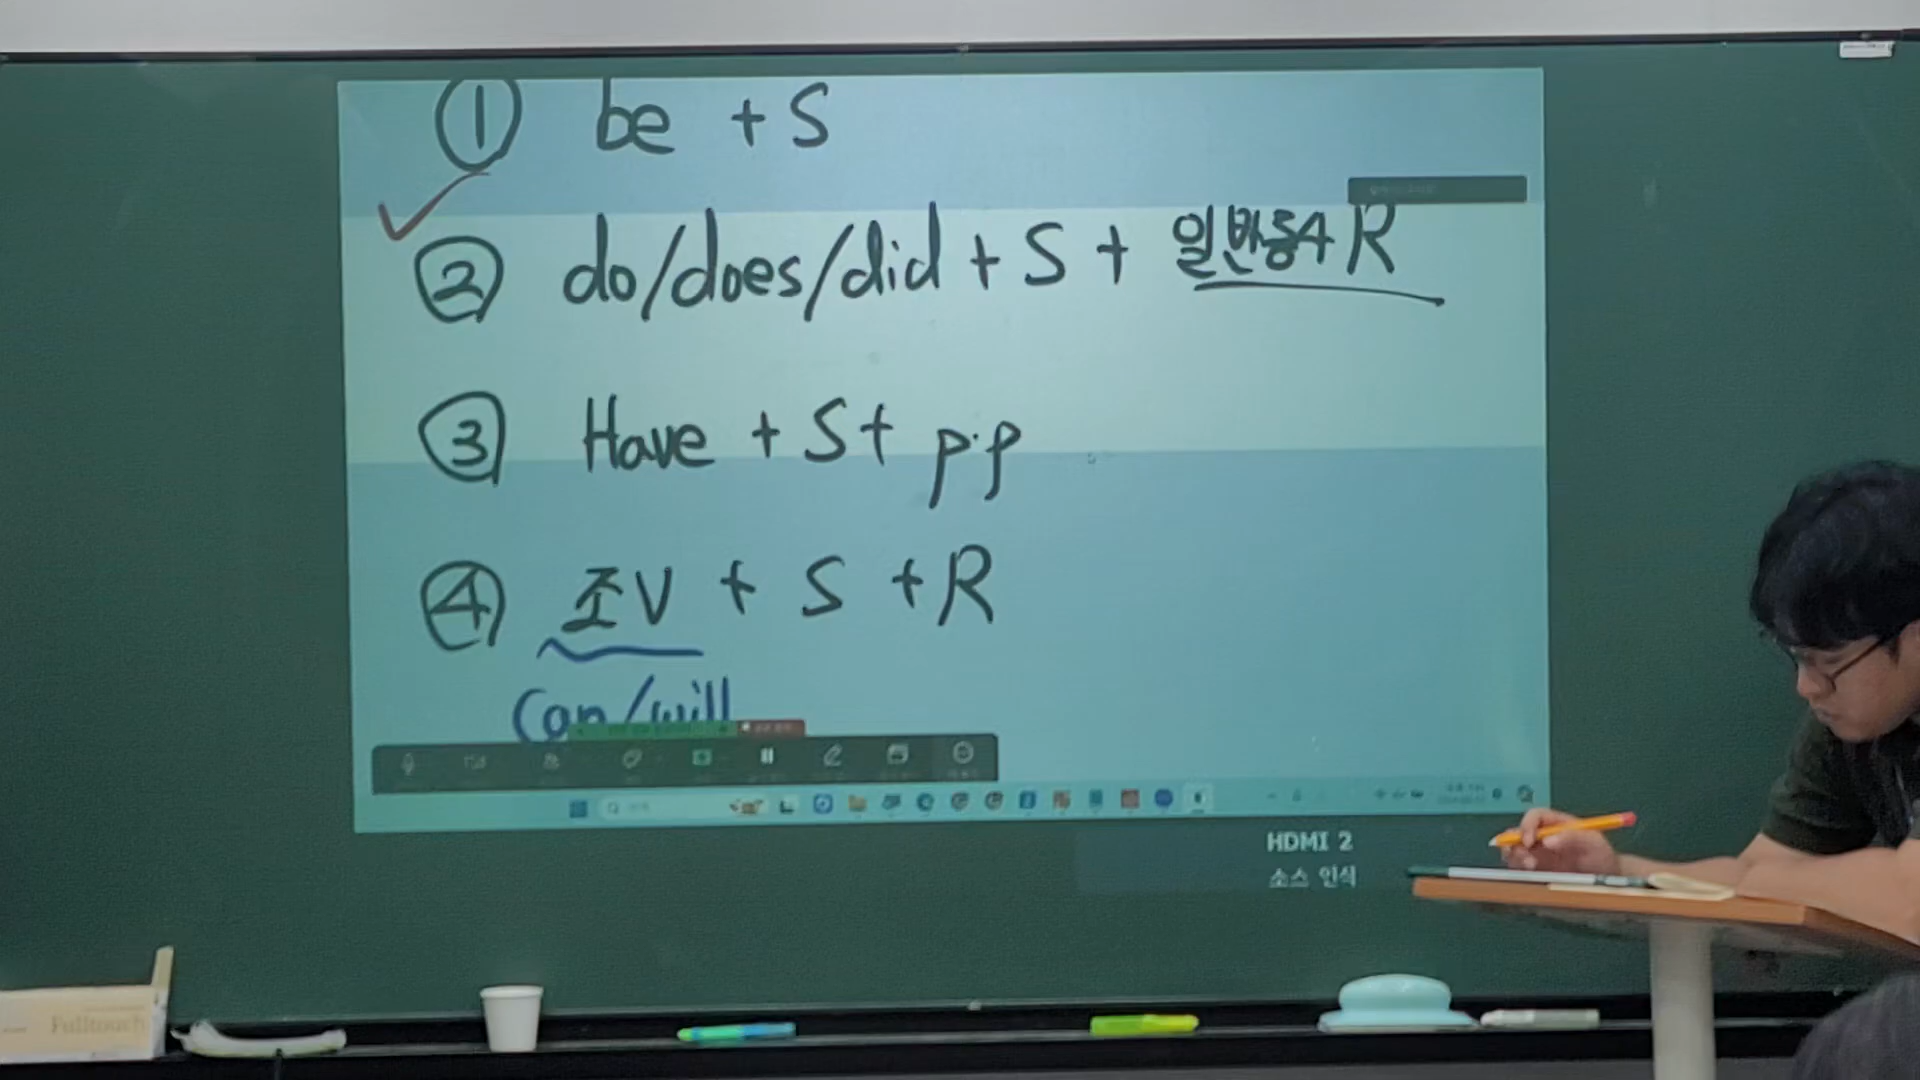 ① be + S
② do/does/did + S + 일반동사 R
③ Have + S + p.p
④ 조V + S + R
can/will
HDMI 2
소스 인식
Fulltouch